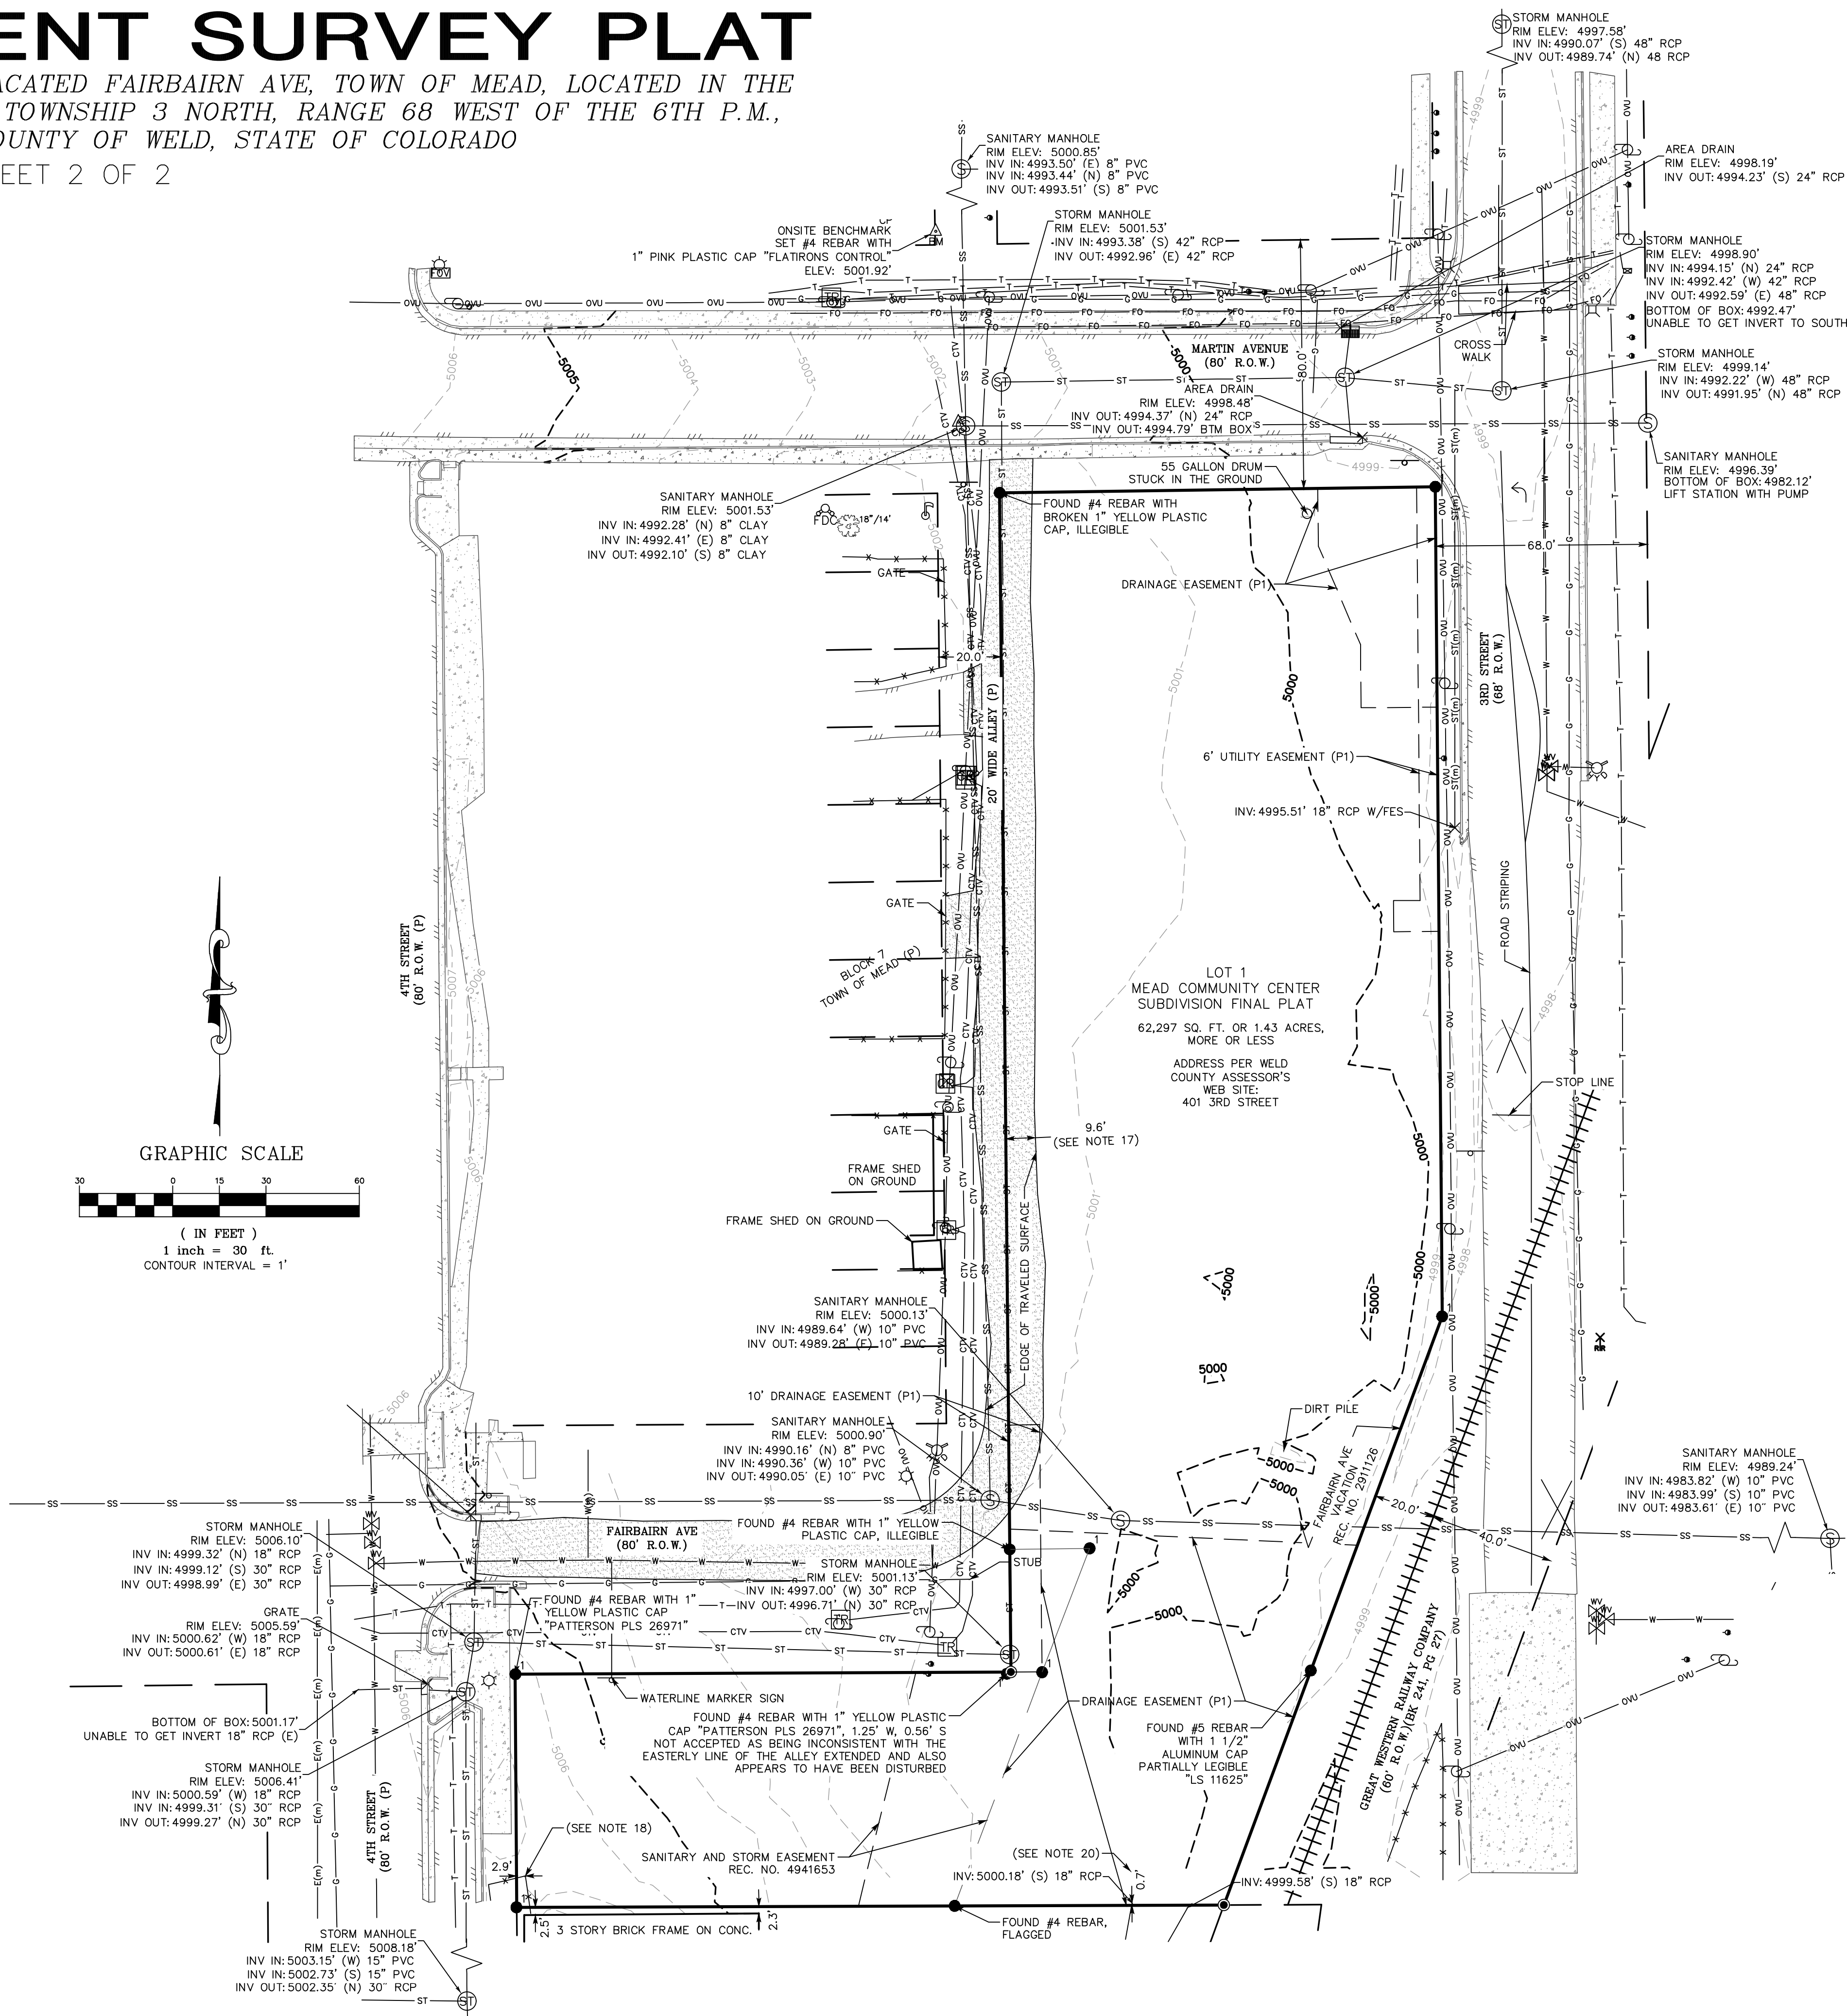 ENT SURVEY PLAT
ACATED FAIRBAIRN AVE, TOWN OF MEAD, LOCATED IN THE
TOWNSHIP 3 NORTH, RANGE 68 WEST OF THE 6TH P.M.,
OUNTY OF WELD, STATE OF COLORADO
EET 2 OF 2
STORM MANHOLE
RIM ELEV: 4997.58'
INV IN: 4990.07' (S) 48" RCP
INV OUT: 4989.74' (N) 48 RCP
SANITARY MANHOLE
RIM ELEV: 5000.85'
INV IN: 4993.50' (E) 8" PVC
INV IN: 4993.44' (N) 8" PVC
INV OUT: 4993.51' (S) 8" PVC
AREA DRAIN
RIM ELEV: 4998.19'
INV OUT: 4994.23' (S) 24" RCP
ONSITE BENCHMARK
SET #4 REBAR WITH
1" PINK PLASTIC CAP "FLATIRONS CONTROL"
ELEV: 5001.92'
CP
BM
STORM MANHOLE
RIM ELEV: 5001.53'
INV IN: 4993.38' (S) 42" RCP
INV OUT: 4992.96' (E) 42" RCP
STORM MANHOLE
RIM ELEV: 4998.90'
INV IN: 4994.15' (N) 24" RCP
INV IN: 4992.42' (W) 42" RCP
INV OUT: 4992.59' (E) 48" RCP
BOTTOM OF BOX: 4992.47'
UNABLE TO GET INVERT TO SOUTH
CROSS
WALK
STORM MANHOLE
RIM ELEV: 4999.14'
INV IN: 4992.22' (W) 48" RCP
INV OUT: 4991.95' (N) 48" RCP
MARTIN AVENUE
(80' R.O.W.)
80.0'
AREA DRAIN
RIM ELEV: 4998.48'
INV OUT: 4994.37' (N) 24" RCP
INV OUT: 4994.79' BTM BOX
SANITARY MANHOLE
RIM ELEV: 4996.39'
BOTTOM OF BOX: 4982.12'
LIFT STATION WITH PUMP
55 GALLON DRUM
STUCK IN THE GROUND
SANITARY MANHOLE
RIM ELEV: 5001.53'
INV IN: 4992.28' (N) 8" CLAY
INV IN: 4992.41' (E) 8" CLAY
INV OUT: 4992.10' (S) 8" CLAY
FDC
18"/14'
FOUND #4 REBAR WITH
BROKEN 1" YELLOW PLASTIC
CAP, ILLEGIBLE
68.0'
GATE
DRAINAGE EASEMENT (P1)
20.0'
20' WIDE ALLEY (P)
3RD STREET
(68' R.O.W.)
6' UTILITY EASEMENT (P1)
INV: 4995.51' 18" RCP W/FES
ROAD STRIPING
GATE
4TH STREET
(80' R.O.W. (P)
BLOCK 7
TOWN OF MEAD (P)
LOT 1
MEAD COMMUNITY CENTER
SUBDIVISION FINAL PLAT
62,297 SQ. FT. OR 1.43 ACRES,
MORE OR LESS
ADDRESS PER WELD
COUNTY ASSESSOR'S
WEB SITE:
401 3RD STREET
STOP LINE
GATE
9.6'
(SEE NOTE 17)
GRAPHIC SCALE
30 0 15 30 60
( IN FEET )
1 inch = 30 ft.
CONTOUR INTERVAL = 1'
FRAME SHED
ON GROUND
FRAME SHED ON GROUND
EDGE OF TRAVELED SURFACE
SANITARY MANHOLE
RIM ELEV: 5000.13'
INV IN: 4989.64' (W) 10" PVC
INV OUT: 4989.28' (E) 10" PVC
10' DRAINAGE EASEMENT (P1)
SANITARY MANHOLE
RIM ELEV: 5000.90'
INV IN: 4990.16' (N) 8" PVC
INV IN: 4990.36' (W) 10" PVC
INV OUT: 4990.05' (E) 10" PVC
DIRT PILE
FAIRBAIRN AVE
VACATION
REC. NO. 2911126
SANITARY MANHOLE
RIM ELEV: 4989.24'
INV IN: 4983.82' (W) 10" PVC
INV IN: 4983.99' (S) 10" PVC
INV OUT: 4983.61' (E) 10" PVC
20.0'
40.0'
STORM MANHOLE
RIM ELEV: 5006.10'
INV IN: 4999.32' (N) 18" RCP
INV IN: 4999.12' (S) 30" RCP
INV OUT: 4998.99' (E) 30" RCP
FAIRBAIRN AVE
(80' R.O.W.)
FOUND #4 REBAR WITH 1" YELLOW
PLASTIC CAP, ILLEGIBLE
STUB
STORM MANHOLE
RIM ELEV: 5001.13'
INV IN: 4997.00' (W) 30" RCP
INV OUT: 4996.71' (N) 30" RCP
GRATE
RIM ELEV: 5005.59'
INV IN: 5000.62' (W) 18" RCP
INV OUT: 5000.61' (E) 18" RCP
FOUND #4 REBAR WITH 1"
YELLOW PLASTIC CAP
"PATTERSON PLS 26971"
WATERLINE MARKER SIGN
FOUND #4 REBAR WITH 1" YELLOW PLASTIC
CAP "PATTERSON PLS 26971", 1.25' W, 0.56' S
NOT ACCEPTED AS BEING INCONSISTENT WITH THE
EASTERLY LINE OF THE ALLEY EXTENDED AND ALSO
APPEARS TO HAVE BEEN DISTURBED
DRAINAGE EASEMENT (P1)
FOUND #5 REBAR
WITH 1 1/2"
ALUMINUM CAP
PARTIALLY LEGIBLE
"LS 11625"
GREAT WESTERN RAILWAY COMPANY
(60' R.O.W.)(BK 241, PG 27)
BOTTOM OF BOX: 5001.17'
UNABLE TO GET INVERT 18" RCP (E)
STORM MANHOLE
RIM ELEV: 5006.41'
INV IN: 5000.59' (W) 18" RCP
INV IN: 4999.31' (S) 30" RCP
INV OUT: 4999.27' (N) 30" RCP
4TH STREET
(80' R.O.W. (P)
(SEE NOTE 18)
2.9'
SANITARY AND STORM EASEMENT
REC. NO. 4941653
(SEE NOTE 20)
INV: 5000.18' (S) 18" RCP
0.7'
INV: 4999.58' (S) 18" RCP
2.5'
3 STORY BRICK FRAME ON CONC.
2.3'
FOUND #4 REBAR,
FLAGGED
STORM MANHOLE
RIM ELEV: 5008.18'
INV IN: 5003.15' (W) 15" PVC
INV IN: 5002.73' (S) 15" PVC
INV OUT: 5002.35' (N) 30" RCP